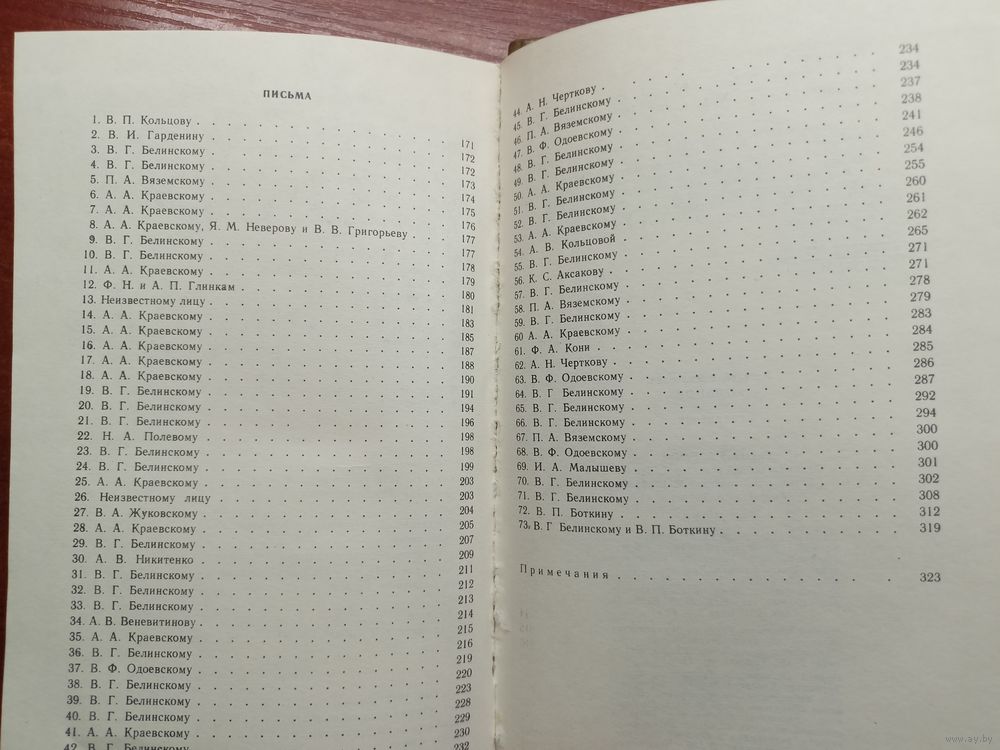 ПИСЬМА
1. В. П. Кольцову . . . 171
2. В. И. Гарденину . . . 172
3. В. Г. Белинскому . . . 172
4. В. Г. Белинскому . . . 173
5. П. А. Вяземскому . . . 174
6. А. А. Краевскому . . . 175
7. А. А. Краевскому . . . 176
8. А. А. Краевскому, Я. М. Неверову и В. В. Григорьеву . . . 177
9. В. Г. Белинскому . . . 177
10. В. Г. Белинскому . . . 178
11. А. А. Краевскому . . . 179
12. Ф. Н. и А. П. Глинкам . . . 180
13. Неизвестному лицу . . . 181
14. А. А. Краевскому . . . 183
15. А. А. Краевскому . . . 185
16. А. А. Краевскому . . . 187
17. А. А. Краевскому . . . 188
18. А. А. Краевскому . . . 190
19. В. Г. Белинскому . . . 191
20. В. Г. Белинскому . . . 194
21. В. Г. Белинскому . . . 196
22. Н. А. Полевому . . . 198
23. В. Г. Белинскому . . . 198
24. В. Г. Белинскому . . . 199
25. А. А. Краевскому . . . 203
26. Неизвестному лицу . . . 203
27. В. А. Жуковскому . . . 204
28. А. А. Краевскому . . . 205
29. В. Г. Белинскому . . . 207
30. А. В. Никитенко . . . 209
31. В. Г. Белинскому . . . 211
32. В. Г. Белинскому . . . 212
33. В. Г. Белинскому . . . 213
34. А. В. Веневитинову . . . 214
35. А. А. Краевскому . . . 215
36. В. Г. Белинскому . . . 216
37. В. Ф. Одоевскому . . . 219
38. В. Г. Белинскому . . . 220
39. В. Г. Белинскому . . . 223
40. В. Г. Белинскому . . . 228
41. А. А. Краевскому . . . 229
42. В. Г. Белинскому . . . 230
232
44. А. Н. Черткову . . . 234
45. В. Г. Белинскому . . . 234
46. П. А. Вяземскому . . . 237
47. В. Ф. Одоевскому . . . 238
48. В. Г. Белинскому . . . 241
49. В. Г. Белинскому . . . 246
50. А. А. Краевскому . . . 254
51. В. Г. Белинскому . . . 255
52. В. Г. Белинскому . . . 260
53. А. А. Краевскому . . . 261
54. А. В. Кольцовой . . . 262
55. В. Г. Белинскому . . . 265
56. К. С. Аксакову . . . 271
57. В. Г. Белинскому . . . 271
58. П. А. Вяземскому . . . 278
59. В. Г. Белинскому . . . 279
60 А. А. Краевскому . . . 283
61. Ф. А. Кони . . . 284
62. А. Н. Черткову . . . 285
63. В. Ф. Одоевскому . . . 286
64. В. Г Белинскому . . . 287
65. В. Г. Белинскому . . . 292
66. В. Г. Белинскому . . . 294
67. П. А. Вяземскому . . . 300
68. В. Ф. Одоевскому . . . 300
69. И. А. Малышеву . . . 301
70. В. Г. Белинскому . . . 302
71. В. Г. Белинскому . . . 308
72. В. П. Боткину . . . 312
73. В. Г Белинскому и В. П. Боткину . . . 319
Примечания . . . 323
www.ay.by